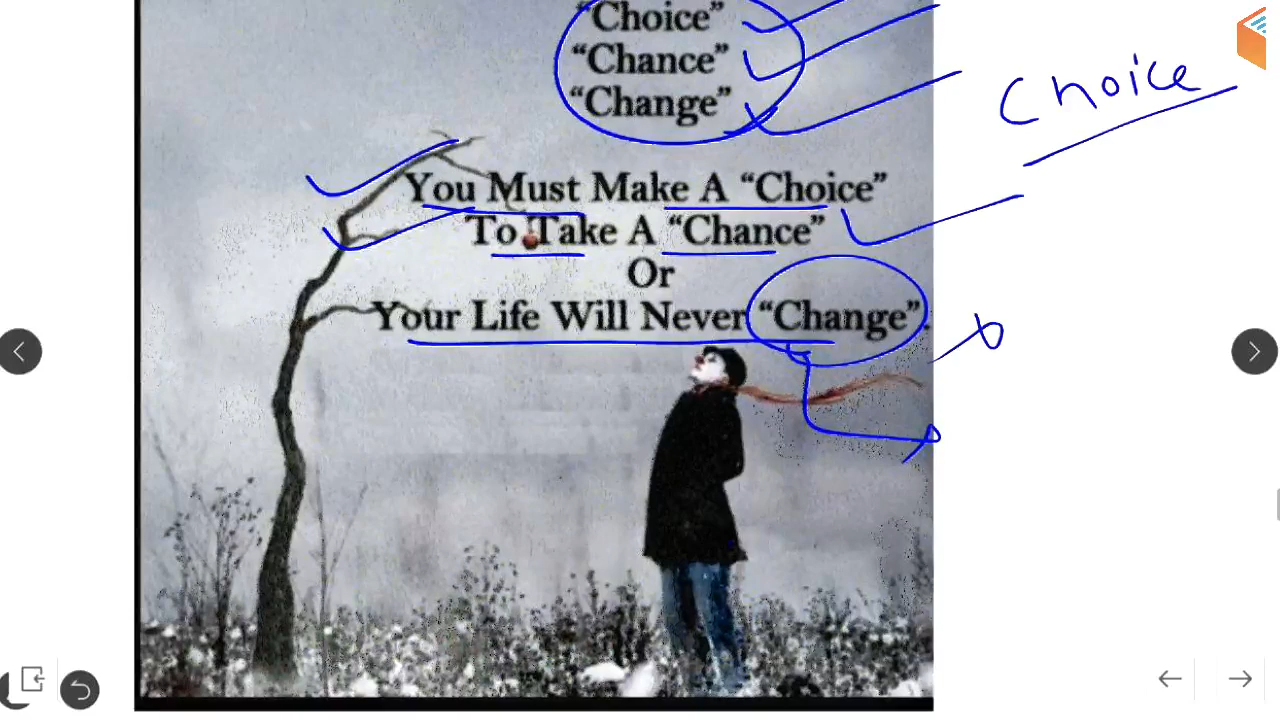 “Choice”
“Chance”
“Change”
Choice
You Must Make A “Choice”
To Take A “Chance”
Or
Your Life Will Never “Change”.